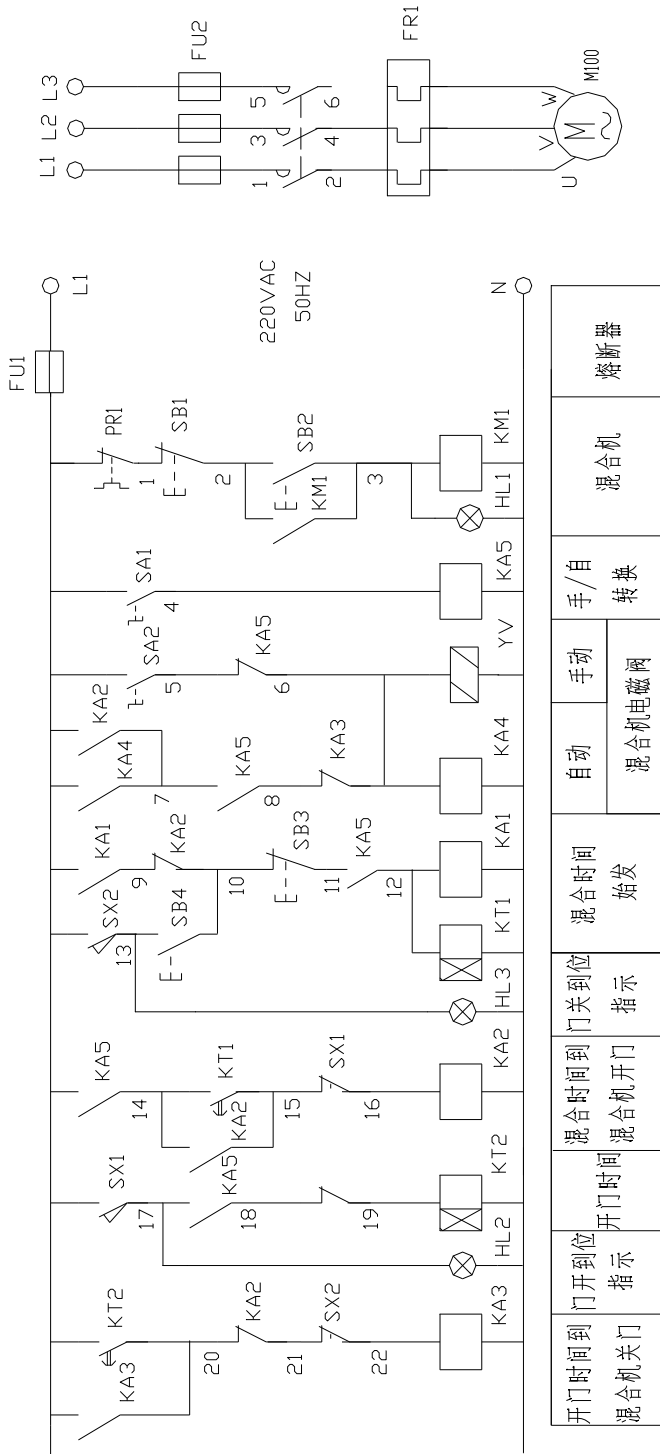 L1
L2
L3
FU2
1
3
5
2
4
6
FR1
U
V
W
M
M100
FU1
L1
220VAC
50HZ
N
PR1
1
SB1
2
SB2
KM1
3
KM1
HL1
SA1
4
KA5
SA2
5
KA5
6
YV
KA2
KA4
7
KA5
8
KA3
KA4
KA1
9
KA2
SX2
13
SB4
10
SB3
11
KA5
12
KA1
KT1
HL3
KA5
14
KT1
KA2
15
SX1
16
KA2
SX1
17
KA5
18
19
KT2
HL2
KT2
KA3
20
KA2
21
SX2
22
KA3
开门时间到
混合机关门
门开到位
指示
开门时间
混合时间到
混合机开门
门关到位
指示
混合时间
始发
自动
手动
混合机电磁阀
手/自
转换
混合机
熔断器